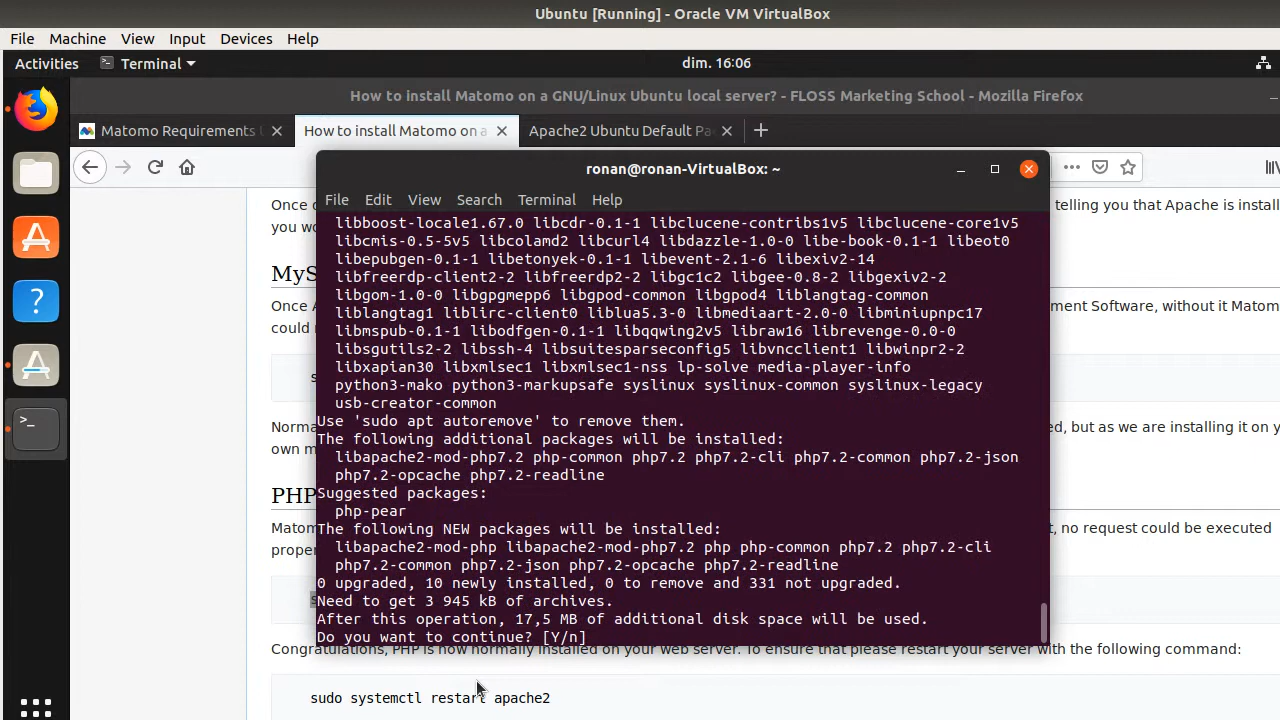 Ubuntu [Running] - Oracle VM VirtualBox
File Machine View Input Devices Help
Activities Terminal dim. 16:06
How to install Matomo on a GNU/Linux Ubuntu local server? - FLOSS Marketing School - Mozilla Firefox
Matomo Requirements How to install Matomo on a Apache2 Ubuntu Default Pa
ronan@ronan-VirtualBox: ~
File Edit View Search Terminal Help
Once telling you that Apache is install
you wo
libboost-locale1.67.0 libcdr-0.1-1 libclucene-contribs1v5 libclucene-core1v5
libcmis-0.5-5v5 libcolamd2 libcurl4 libdazzle-1.0-0 libe-book-0.1-1 libeot0
libepubgen-0.1-1 libetonyek-0.1-1 libevent-2.1-6 libexiv2-14
libfreerdp-client2-2 libfreerdp2-2 libgc1c2 libgee-0.8-2 libgexiv2-2
libgom-1.0-0 libgpgmepp6 libgpod-common libgpod4 liblangtag-common
liblangtag1 liblirc-client0 liblua5.3-0 libmediaart-2.0-0 libminiupnpc17
libmspub-0.1-1 libodfgen-0.1-1 libqqwing2v5 libraw16 librevenge-0.0-0
libsgutils2-2 libssh-4 libsuitesparseconfig5 libvncclient1 libwinpr2-2
libxapian30 libxmlsec1 libxmlsec1-nss lp-solve media-player-info
python3-mako python3-markupsafe syslinux syslinux-common syslinux-legacy
usb-creator-common
Use 'sudo apt autoremove' to remove them.
The following additional packages will be installed:
libapache2-mod-php7.2 php-common php7.2 php7.2-cli php7.2-common php7.2-json
php7.2-opcache php7.2-readline
Suggested packages:
php-pear
The following NEW packages will be installed:
libapache2-mod-php libapache2-mod-php7.2 php php-common php7.2 php7.2-cli
php7.2-common php7.2-json php7.2-opcache php7.2-readline
0 upgraded, 10 newly installed, 0 to remove and 331 not upgraded.
Need to get 3 945 kB of archives.
After this operation, 17,5 MB of additional disk space will be used.
Do you want to continue? [Y/n]
MyS
Once A ment Software, without it Matom
could
Norma ed, but as we are installing it on y
own m
PHP
Matom t, no request could be executed
proper
Congratulations, PHP is now normally installed on your web server. To ensure that please restart your server with the following command:
sudo systemctl restart apache2